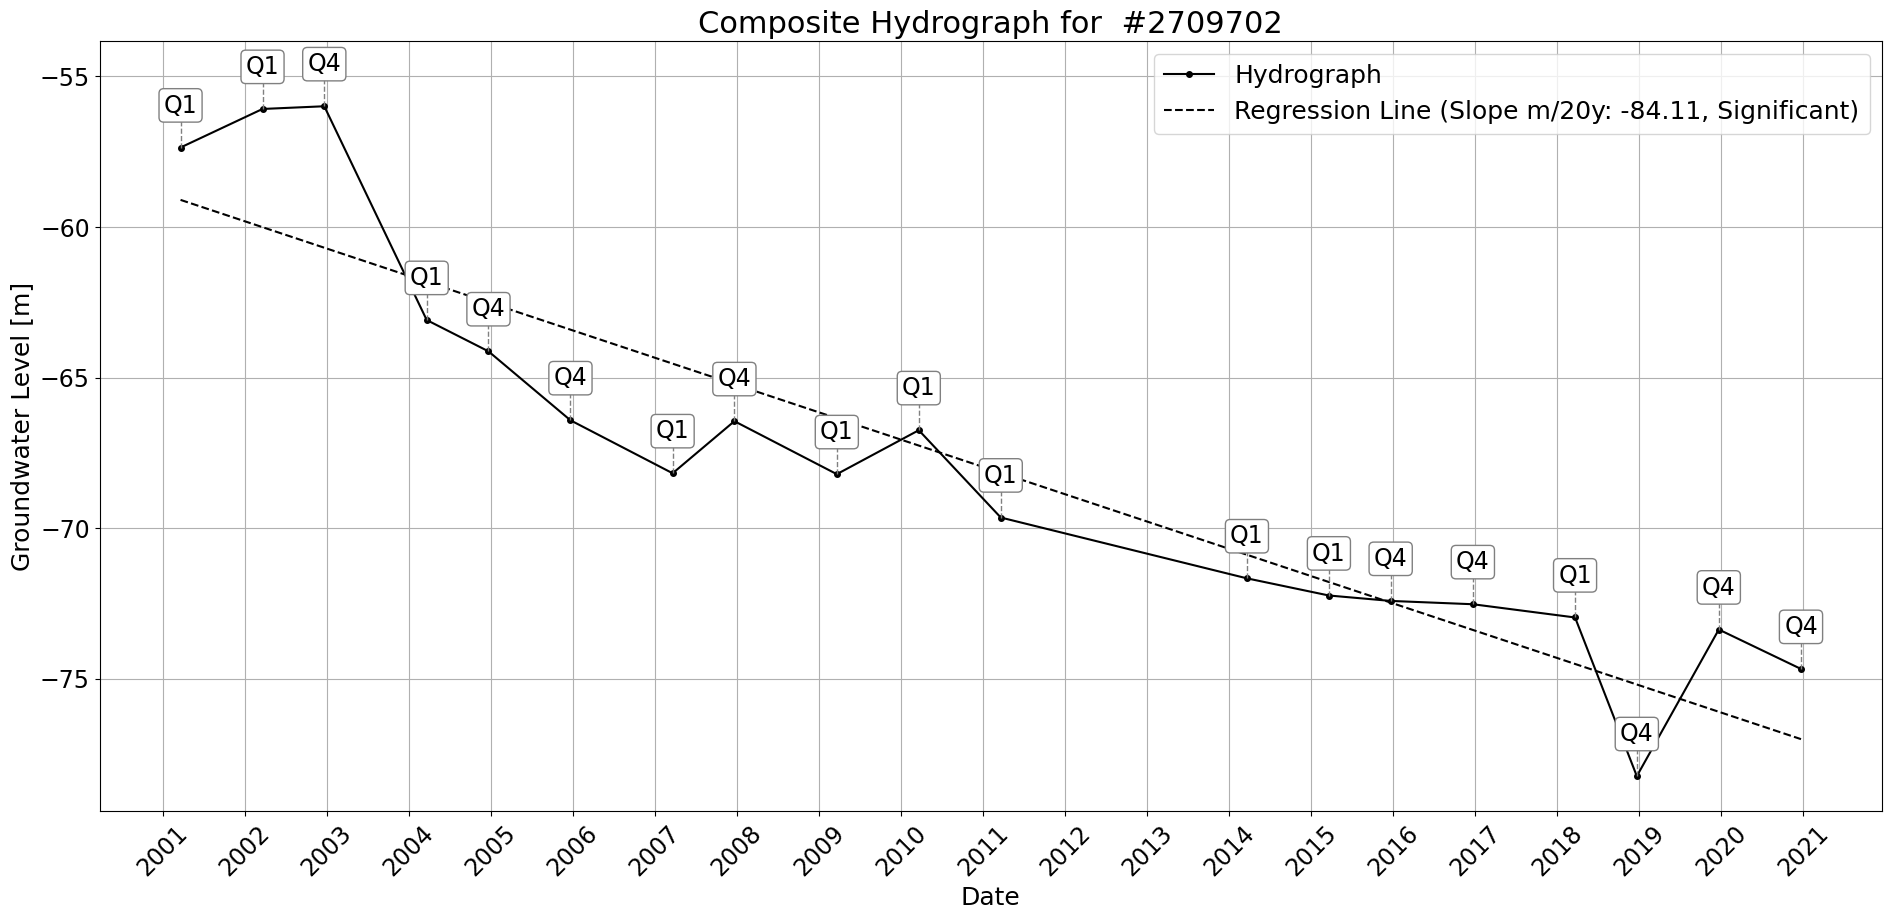 Composite Hydrograph for  #2709702
Hydrograph
Regression Line (Slope m/20y: -84.11, Significant)
Groundwater Level [m]
−55
−60
−65
−70
−75
Q1
Q1
Q4
Q1
Q4
Q4
Q1
Q4
Q1
Q1
Q1
Q1
Q1
Q4
Q4
Q1
Q4
Q4
Q4
2001
2002
2003
2004
2005
2006
2007
2008
2009
2010
2011
2012
2013
2014
2015
2016
2017
2018
2019
2020
2021
Date